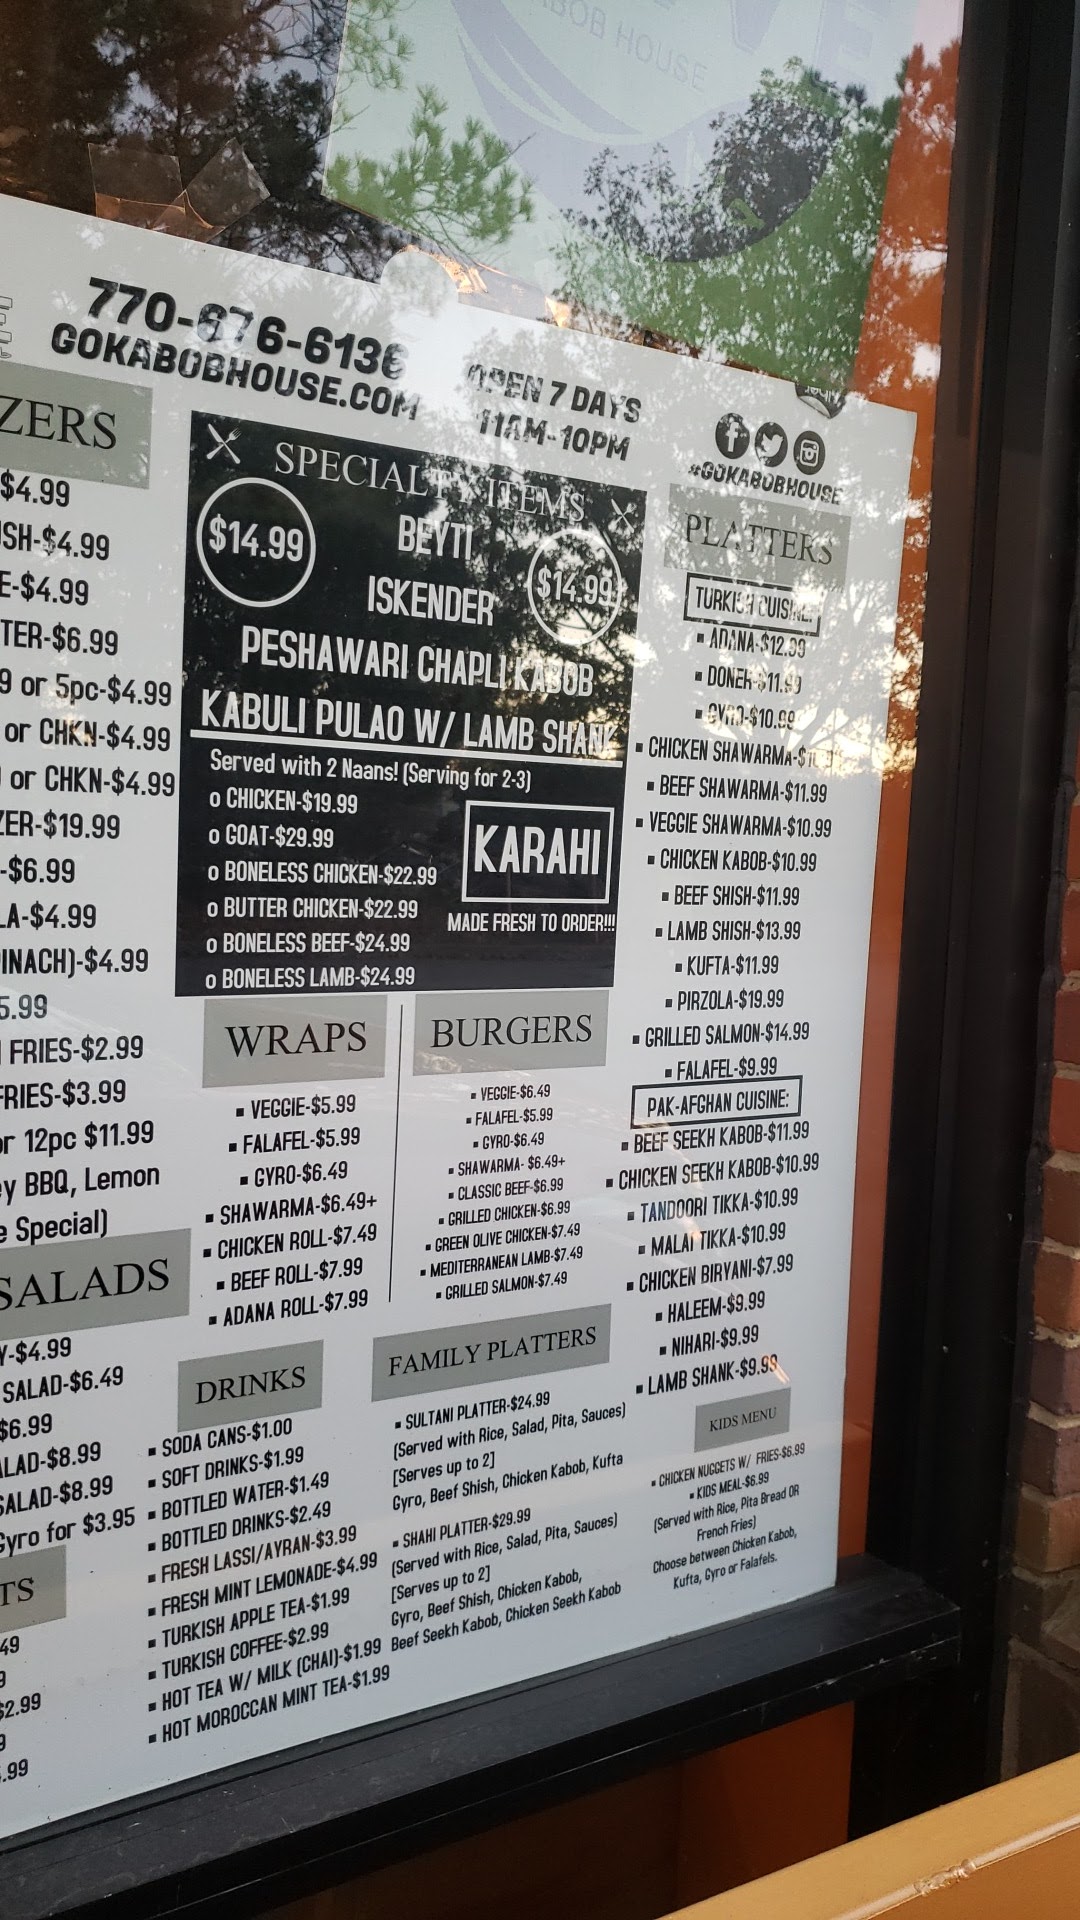 BOB HOUSE
VE
770-676-6136
GOKABOBHOUSE.COM
OPEN 7 DAYS
11AM-10PM
#GOKABOBHOUSE
ZERS
$4.99
SH-$4.99
E-$4.99
TER-$6.99
9 or 5pc-$4.99
or CHKN-$4.99
or CHKN-$4.99
ZER-$19.99
-$6.99
LA-$4.99
INACH)-$4.99
5.99
FRIES-$2.99
FRIES-$3.99
or 12pc $11.99
ey BBQ, Lemon
e Special)
SALADS
Y-$4.99
SALAD-$6.49
$6.99
LAD-$8.99
SALAD-$8.99
Gyro for $3.95
TS
49
9
$2.99
9
.99
SPECIALTY ITEMS
$14.99
BEYTI
$14.99
ISKENDER
PESHAWARI CHAPLI KABOB
KABULI PULAO W/ LAMB SHANK
Served with 2 Naans! (Serving for 2-3)
o CHICKEN-$19.99
o GOAT-$29.99
o BONELESS CHICKEN-$22.99
o BUTTER CHICKEN-$22.99
o BONELESS BEEF-$24.99
o BONELESS LAMB-$24.99
KARAHI
MADE FRESH TO ORDER!!!
WRAPS
▪ VEGGIE-$5.99
▪ FALAFEL-$5.99
▪ GYRO-$6.49
▪ SHAWARMA-$6.49+
▪ CHICKEN ROLL-$7.49
▪ BEEF ROLL-$7.99
▪ ADANA ROLL-$7.99
BURGERS
▪ VEGGIE-$6.49
▪ FALAFEL-$5.99
▪ GYRO-$6.49
▪ SHAWARMA- $6.49+
▪ CLASSIC BEEF-$6.99
▪ GRILLED CHICKEN-$6.99
▪ GREEN OLIVE CHICKEN-$7.49
▪ MEDITERRANEAN LAMB-$7.49
▪ GRILLED SALMON-$7.49
DRINKS
▪ SODA CANS-$1.00
▪ SOFT DRINKS-$1.99
▪ BOTTLED WATER-$1.49
▪ BOTTLED DRINKS-$2.49
▪ FRESH LASSI/AYRAN-$3.99
▪ FRESH MINT LEMONADE-$4.99
▪ TURKISH APPLE TEA-$1.99
▪ TURKISH COFFEE-$2.99
▪ HOT TEA W/ MILK (CHAI)-$1.99
▪ HOT MOROCCAN MINT TEA-$1.99
FAMILY PLATTERS
▪ SULTANI PLATTER-$24.99
(Served with Rice, Salad, Pita, Sauces)
[Serves up to 2]
Gyro, Beef Shish, Chicken Kabob, Kufta
▪ SHAHI PLATTER-$29.99
(Served with Rice, Salad, Pita, Sauces)
[Serves up to 2]
Gyro, Beef Shish, Chicken Kabob,
Beef Seekh Kabob, Chicken Seekh Kabob
PLATTERS
TURKISH CUISINE:
▪ ADANA-$12.99
▪ DONER-$11.99
▪ GYRO-$10.99
▪ CHICKEN SHAWARMA
▪ BEEF SHAWARMA-$11.99
▪ VEGGIE SHAWARMA-$10.99
▪ CHICKEN KABOB-$10.99
▪ BEEF SHISH-$11.99
▪ LAMB SHISH-$13.99
▪ KUFTA-$11.99
▪ PIRZOLA-$19.99
▪ GRILLED SALMON-$14.99
▪ FALAFEL-$9.99
PAK-AFGHAN CUISINE:
▪ BEEF SEEKH KABOB-$11.99
▪ CHICKEN SEEKH KABOB-$10.99
▪ TANDOORI TIKKA-$10.99
▪ MALAI TIKKA-$10.99
▪ CHICKEN BIRYANI-$7.99
▪ HALEEM-$9.99
▪ NIHARI-$9.99
▪ LAMB SHANK-$9.99
KIDS MENU
▪ CHICKEN NUGGETS W/ FRIES-$6.99
▪ KIDS MEAL-$6.99
(Served with Rice, Pita Bread OR
French Fries)
Choose between Chicken Kabob,
Kufta, Gyro or Falafels.